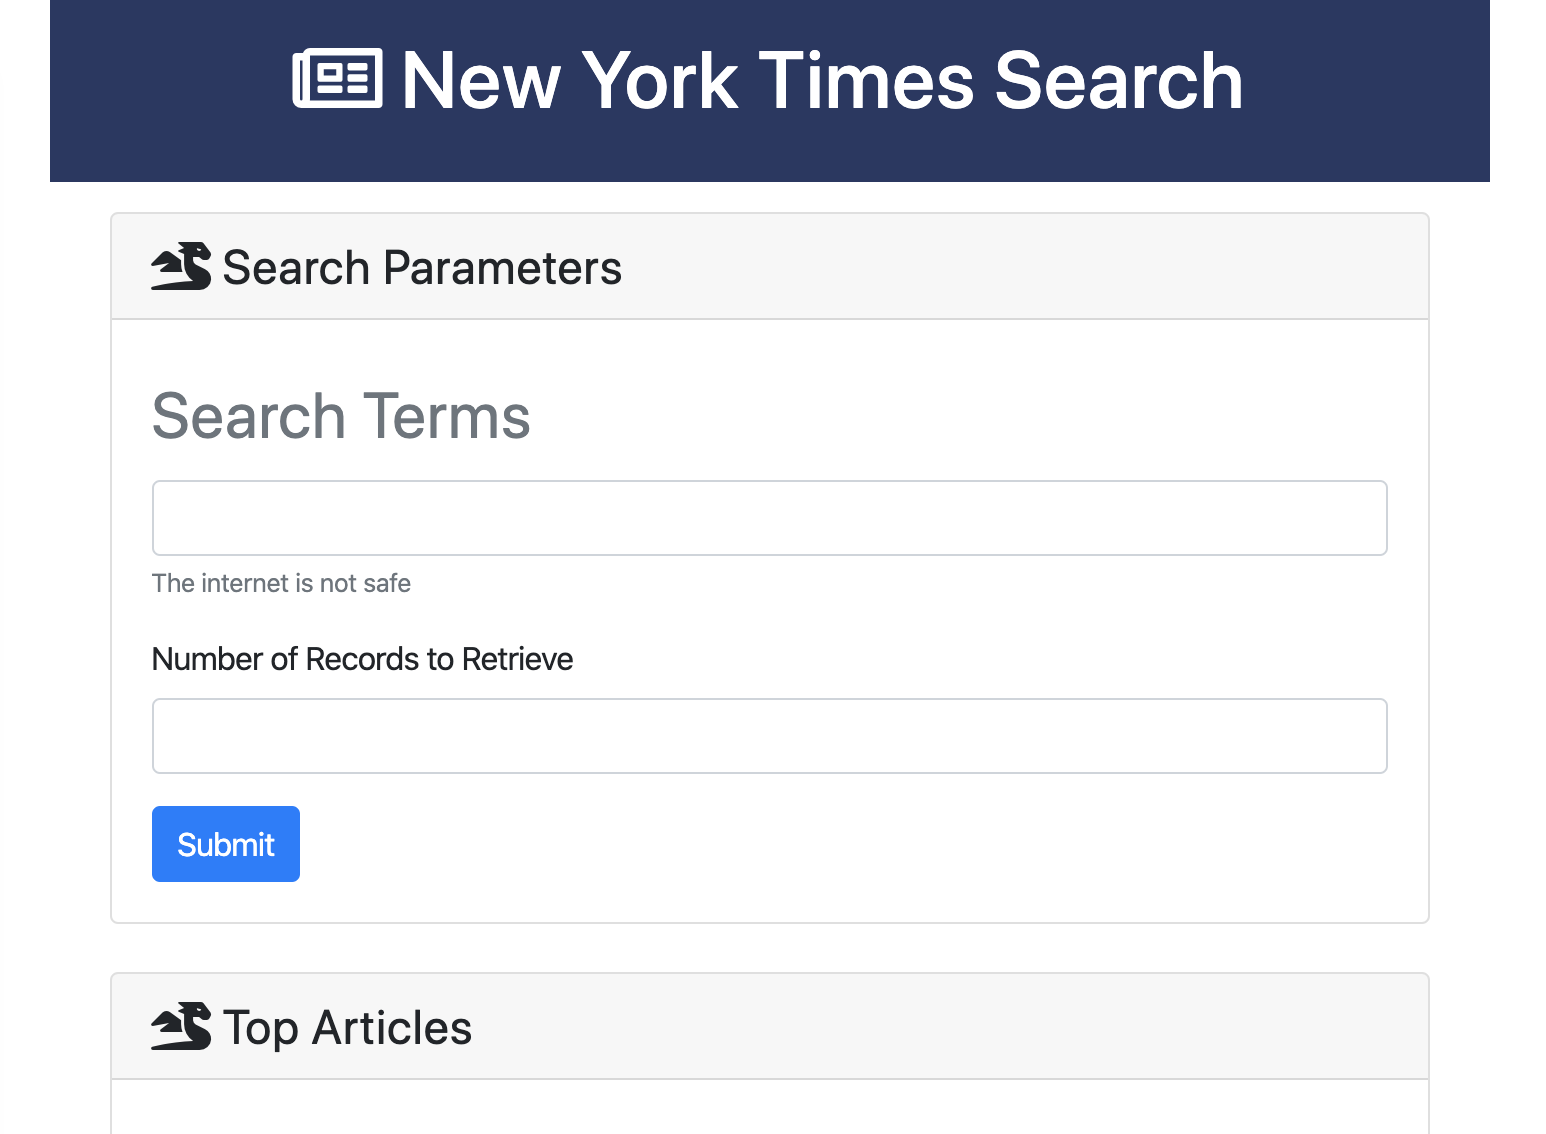 New York Times Search
Search Parameters
Search Terms
The internet is not safe
Number of Records to Retrieve
Submit
Top Articles